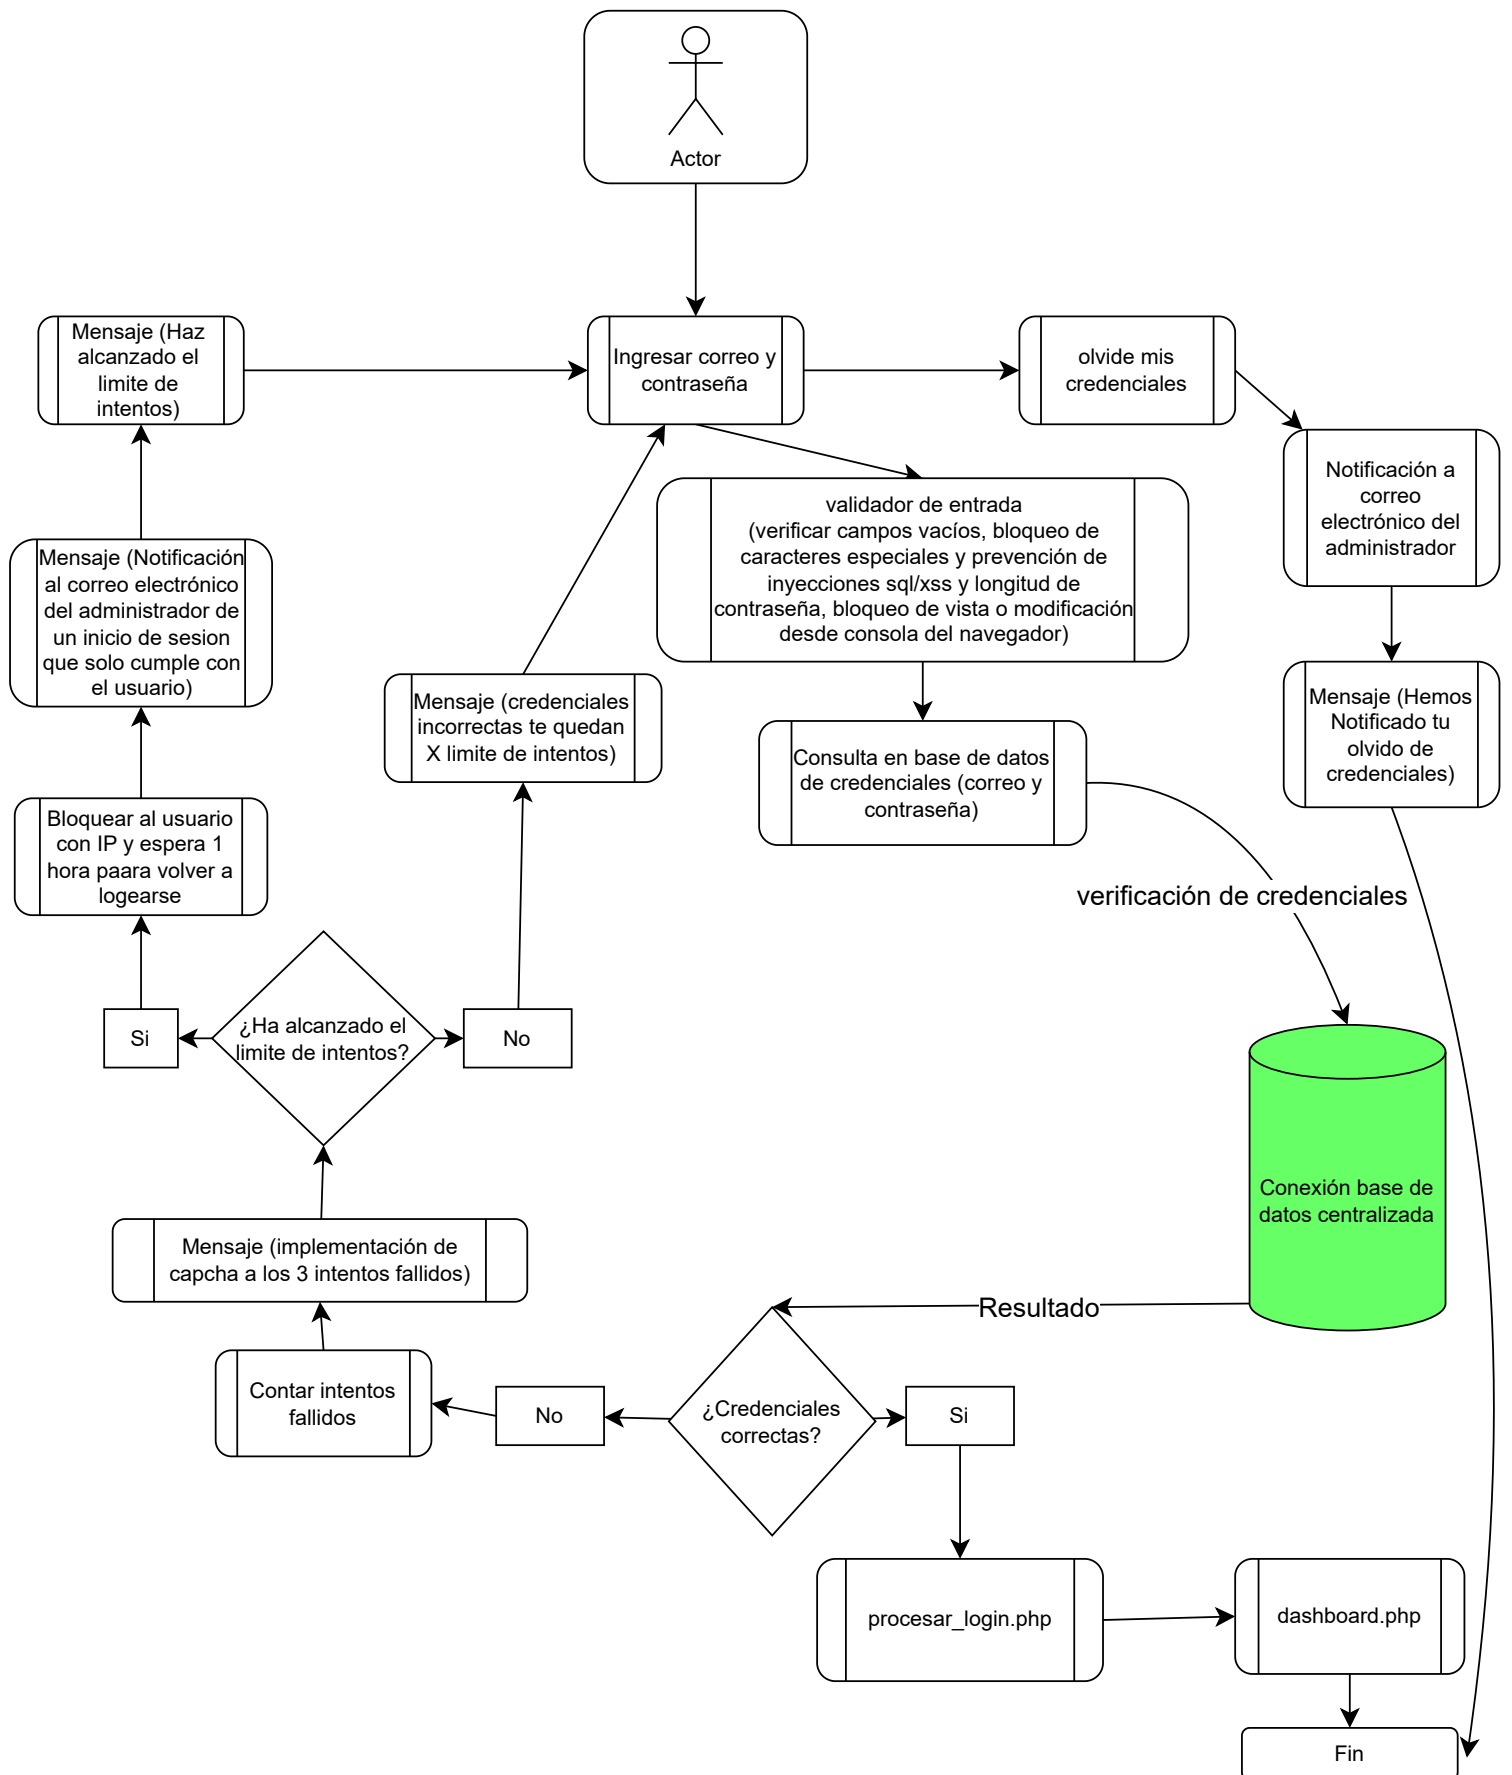 Actor
Mensaje (Haz
alcanzado el
limite de
intentos)
Ingresar correo y
contraseña
olvide mis
credenciales
Notificación a
correo
electrónico del
administrador
validador de entrada
(verificar campos vacíos, bloqueo de
caracteres especiales y prevención de
inyecciones sql/xss y longitud de
contraseña, bloqueo de vista o modificación
desde consola del navegador)
Mensaje (Notificación
al correo electrónico
del administrador de
un inicio de sesion
que solo cumple con
el usuario)
Mensaje (credenciales
incorrectas te quedan
X limite de intentos)
Mensaje (Hemos
Notificado tu
olvido de
credenciales)
Consulta en base de datos
de credenciales (correo y
contraseña)
Bloquear al usuario
con IP y espera 1
hora paara volver a
logearse
verificación de credenciales
Si
¿Ha alcanzado el
limite de intentos?
No
Conexión base de
datos centralizada
Mensaje (implementación de
capcha a los 3 intentos fallidos)
Resultado
Contar intentos
fallidos
No
¿Credenciales
correctas?
Si
procesar_login.php
dashboard.php
Fin